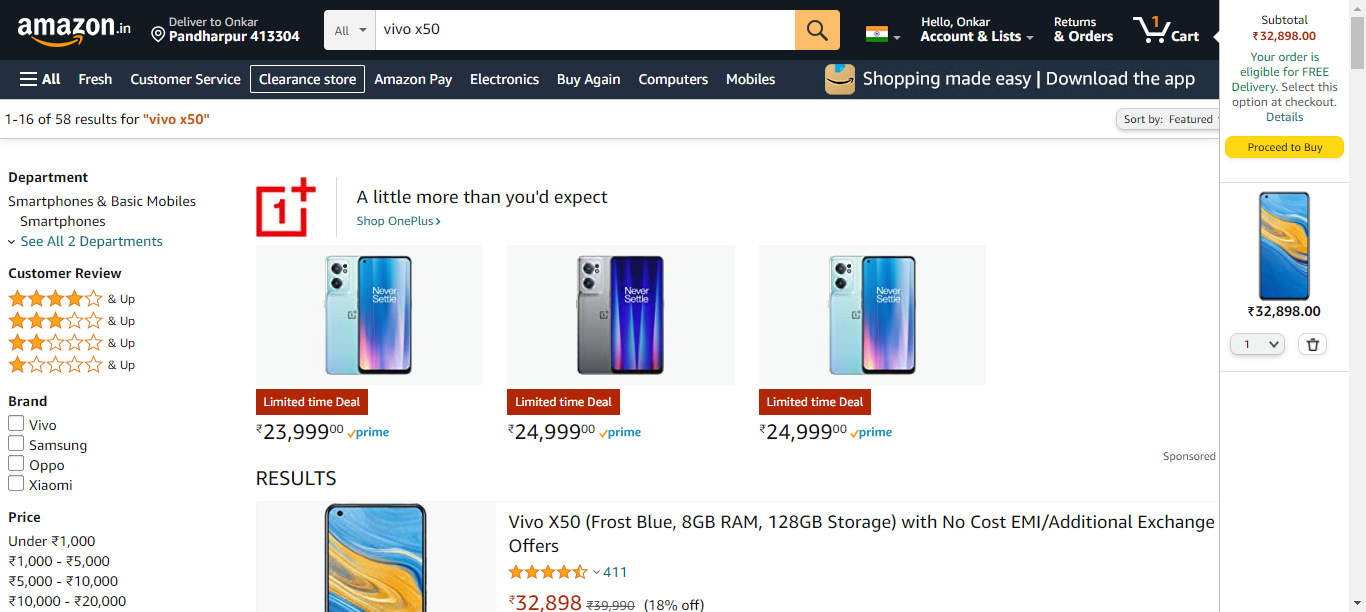 amazon.in
Deliver to Onkar
Pandharpur 413304
All
vivo x50
Hello, Onkar
Account & Lists
Returns
& Orders
1
Cart
All
Fresh
Customer Service
Clearance store
Amazon Pay
Electronics
Buy Again
Computers
Mobiles
Shopping made easy | Download the app
1-16 of 58 results for "vivo x50"
Sort by: Featured
Subtotal
₹32,898.00
Your order is
eligible for FREE
Delivery. Select this
option at checkout.
Details
Proceed to Buy
₹32,898.00
1
Department
Smartphones & Basic Mobiles
Smartphones
See All 2 Departments
Customer Review
& Up
& Up
& Up
& Up
Brand
Vivo
Samsung
Oppo
Xiaomi
Price
Under ₹1,000
₹1,000 - ₹5,000
₹5,000 - ₹10,000
₹10,000 - ₹20,000
1+
A little more than you'd expect
Shop OnePlus
Never
Settle
Never
Settle
Never
Settle
Limited time Deal
Limited time Deal
Limited time Deal
₹23,99900 prime
₹24,99900 prime
₹24,99900 prime
Sponsored
RESULTS
Vivo X50 (Frost Blue, 8GB RAM, 128GB Storage) with No Cost EMI/Additional Exchange
Offers
411
₹32,898 ₹39,990 (18% off)